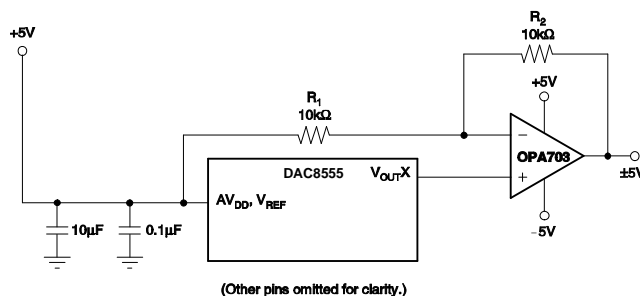 R2
10kΩ
+5V
+5V
R1
10kΩ
–
OPA703
+
±5V
DAC8555
VOUTX
AVDD, VREF
10µF
0.1µF
–5V
(Other pins omitted for clarity.)